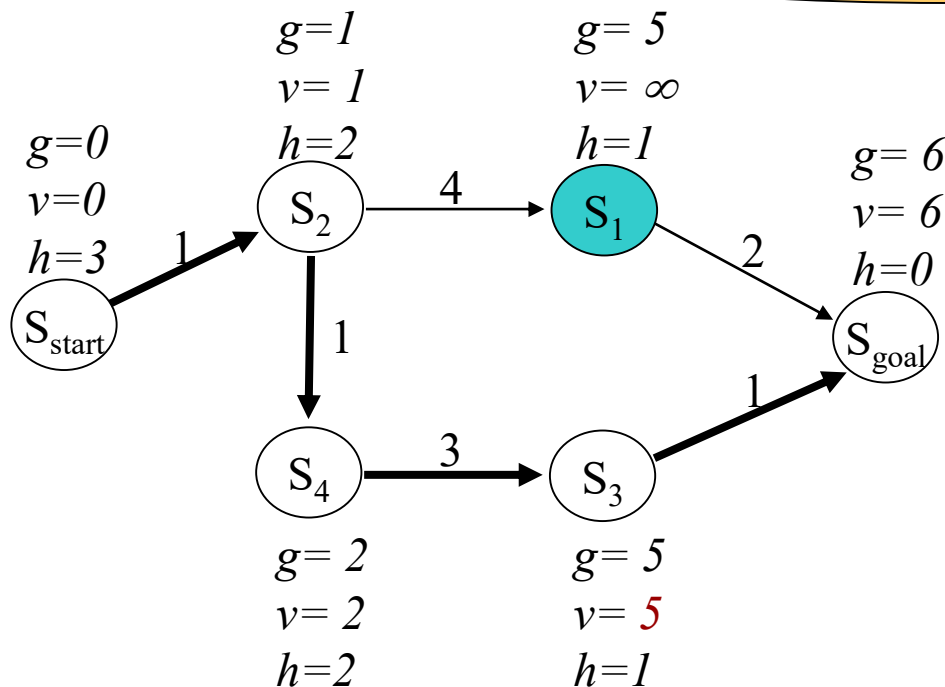 g=1
v= 1
h=2
g= 5
v= ∞
h=1
g=0
v=0
h=3
g= 6
v= 6
h=0
S2
4
S1
1
2
Sstart
Sgoal
1
1
S4
3
S3
g= 2
v= 2
h=2
g= 5
v= 5
h=1